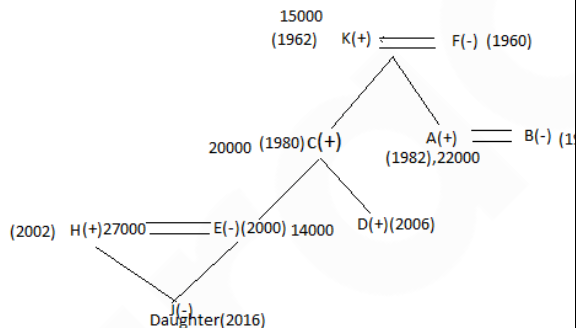 15000
(1962) K(+) F(-) (1960)
20000 (1980) C(+) A(+) B(-)
(1982),22000
(2002) H(+)27000 E(-)(2000) 14000 D(+)(2006)
J(-)
Daughter(2016)